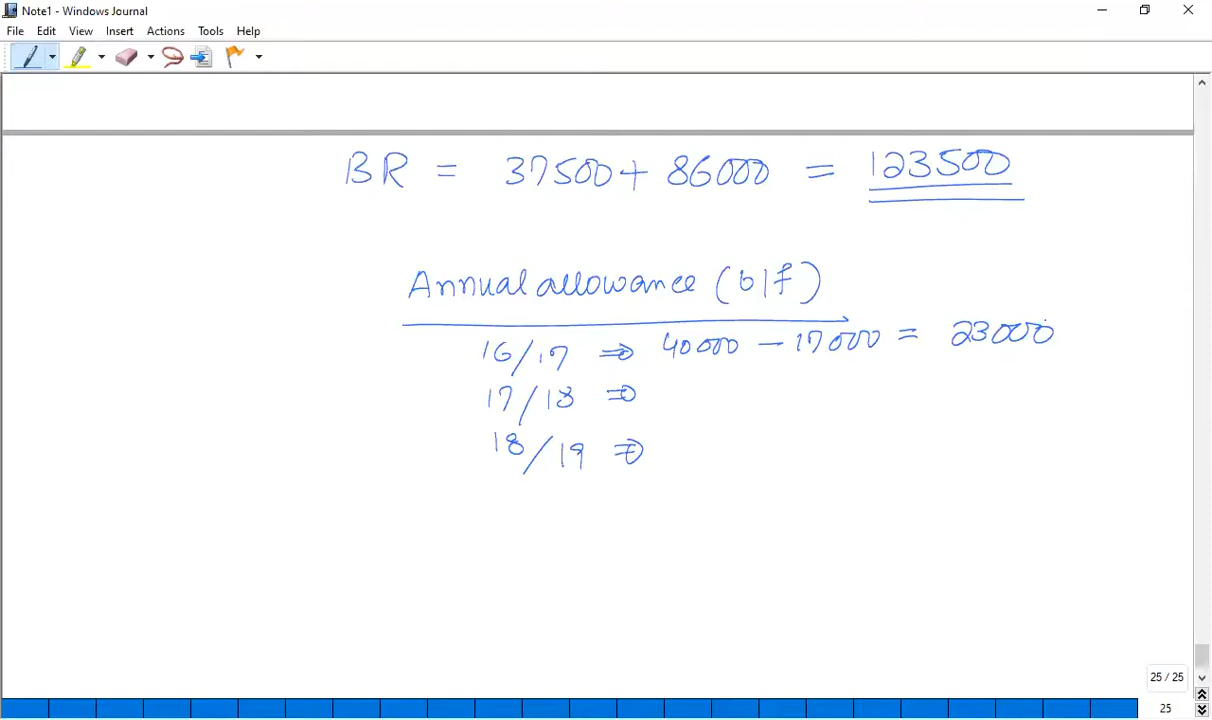 Note1 - Windows Journal
File Edit View Insert Actions Tools Help
BR = 37500 + 86000 = 123500
Annual allowance (b/f)
16/17 ⇒ 40000 - 17000 = 23000
17/18 ⇒
18/19 ⇒
25 / 25
25